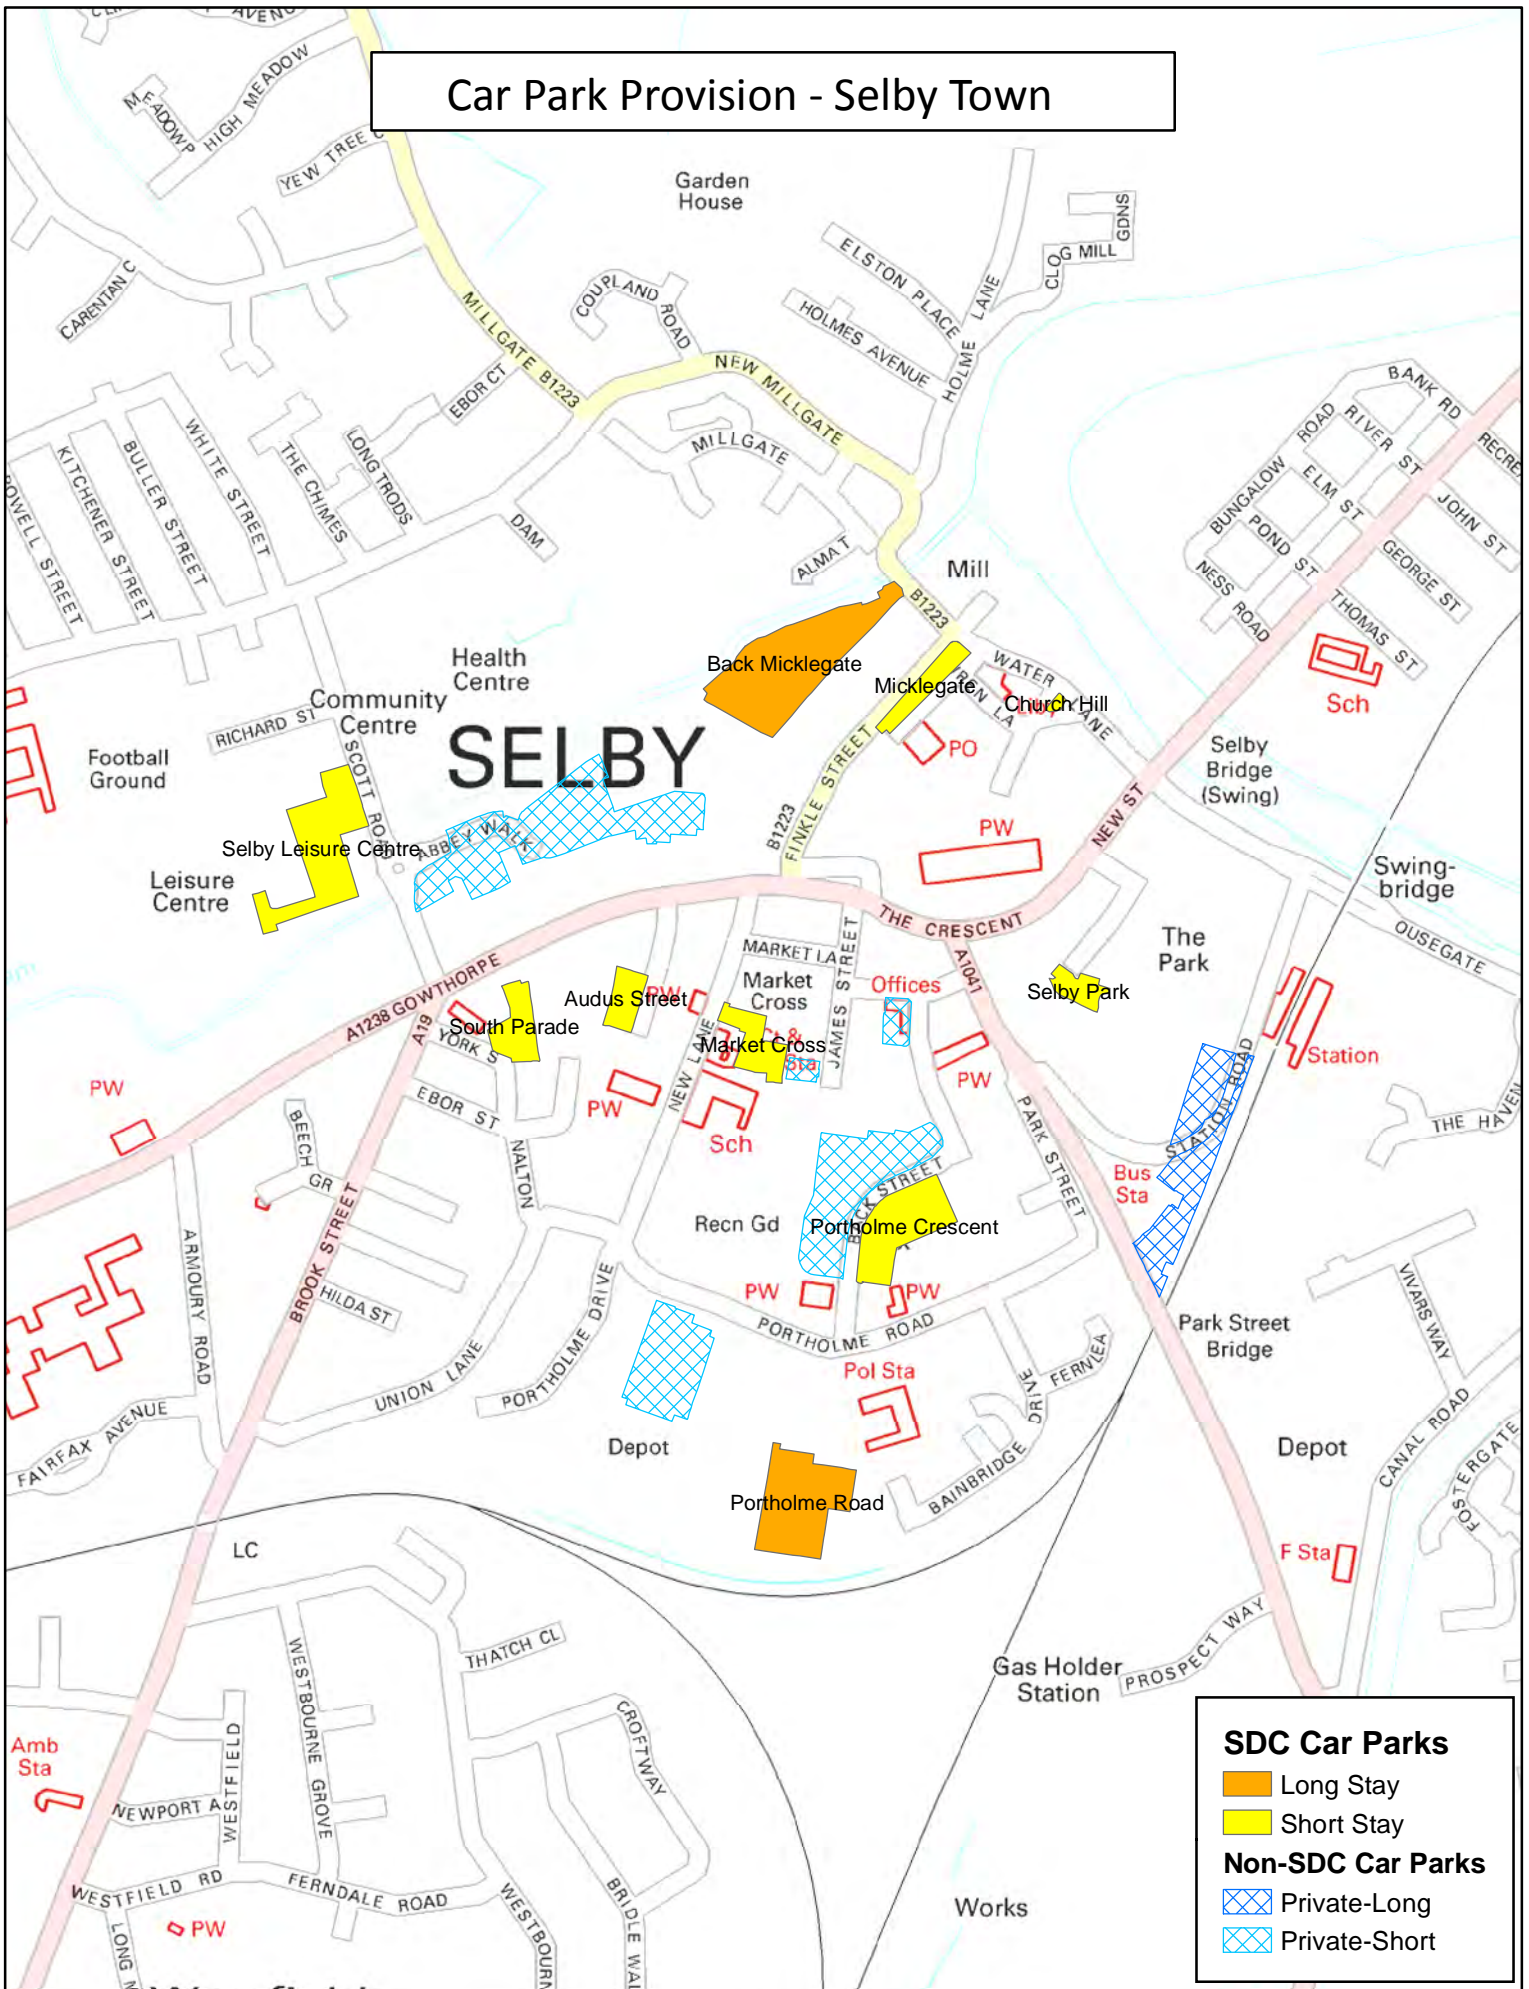 Car Park Provision - Selby Town
HIGH MEADOW
YEW TREE C
Garden
House
ELSTON PLACE
HOLMES AVENUE
HOLME LANE
CLOG MILL
GDNS
CARENTAN C
COUPLAND ROAD
MILLGATE B1223
NEW MILLGATE
EBOR CT
BANK RD
RIVER ST
BUNGALOW ROAD
ELM ST
JOHN ST
POND ST
GEORGE ST
NESS ROAD
THOMAS ST
WHITE STREET
BULER STREET
KITCHENER STREET
OWELL STREET
THE CHIMES
LONG TRODS
MILLGATE
DAM
ALMA T
Mill
B1223
Back Micklegate
Micklegate
WATER LANE
Church Hill
Sch
Health
Centre
Community
Centre
RICHARD ST
SCOTT ROAD
Football
Ground
SELBY
PO
Selby
Bridge
(Swing)
B1223
FINKLE STREET
PW
NEW ST
Selby Leisure Centre
ABBEY WALK
Leisure
Centre
Swing-
bridge
THE CRESCENT
OUSEGATE
The
Park
MARKET LA
Market
Cross
JAMES STREET
Offices
A1041
Selby Park
A1238 GOWTHORPE
A19
Audus Street
PW
South Parade
YORK S
Market Cross
Sta
NEW LANE
PW
Station
STATION ROAD
THE HAVEN
PW
EBOR ST
PW
Sch
BEECH GR
NALTON
PARK STREET
Bus
Sta
Recn Gd
BACK STREET
Portholme Crescent
ARMOURY ROAD
BROOK STREET
HILDA ST
PORTHOLME DRIVE
PW
PW
PORTHOLME ROAD
Park Street
Bridge
VIVARS WAY
UNION LANE
Pol Sta
FERNLEA
DRIVE
BAINBRIDGE
FAIRFAX AVENUE
Depot
Depot
CANAL ROAD
FOSTERGATE
Portholme Road
LC
F Sta
THATCH CL
PROSPECT WAY
Gas Holder
Station
WESTBOURNE GROVE
CROFTWAY
Amb
Sta
WESTFIELD
NEWPORT A
WESTFIELD RD
FERNDALE ROAD
PW
LONG M
WESTBOURN
BRIDLE WAL
Works
SDC Car Parks
Long Stay
Short Stay
Non-SDC Car Parks
Private-Long
Private-Short